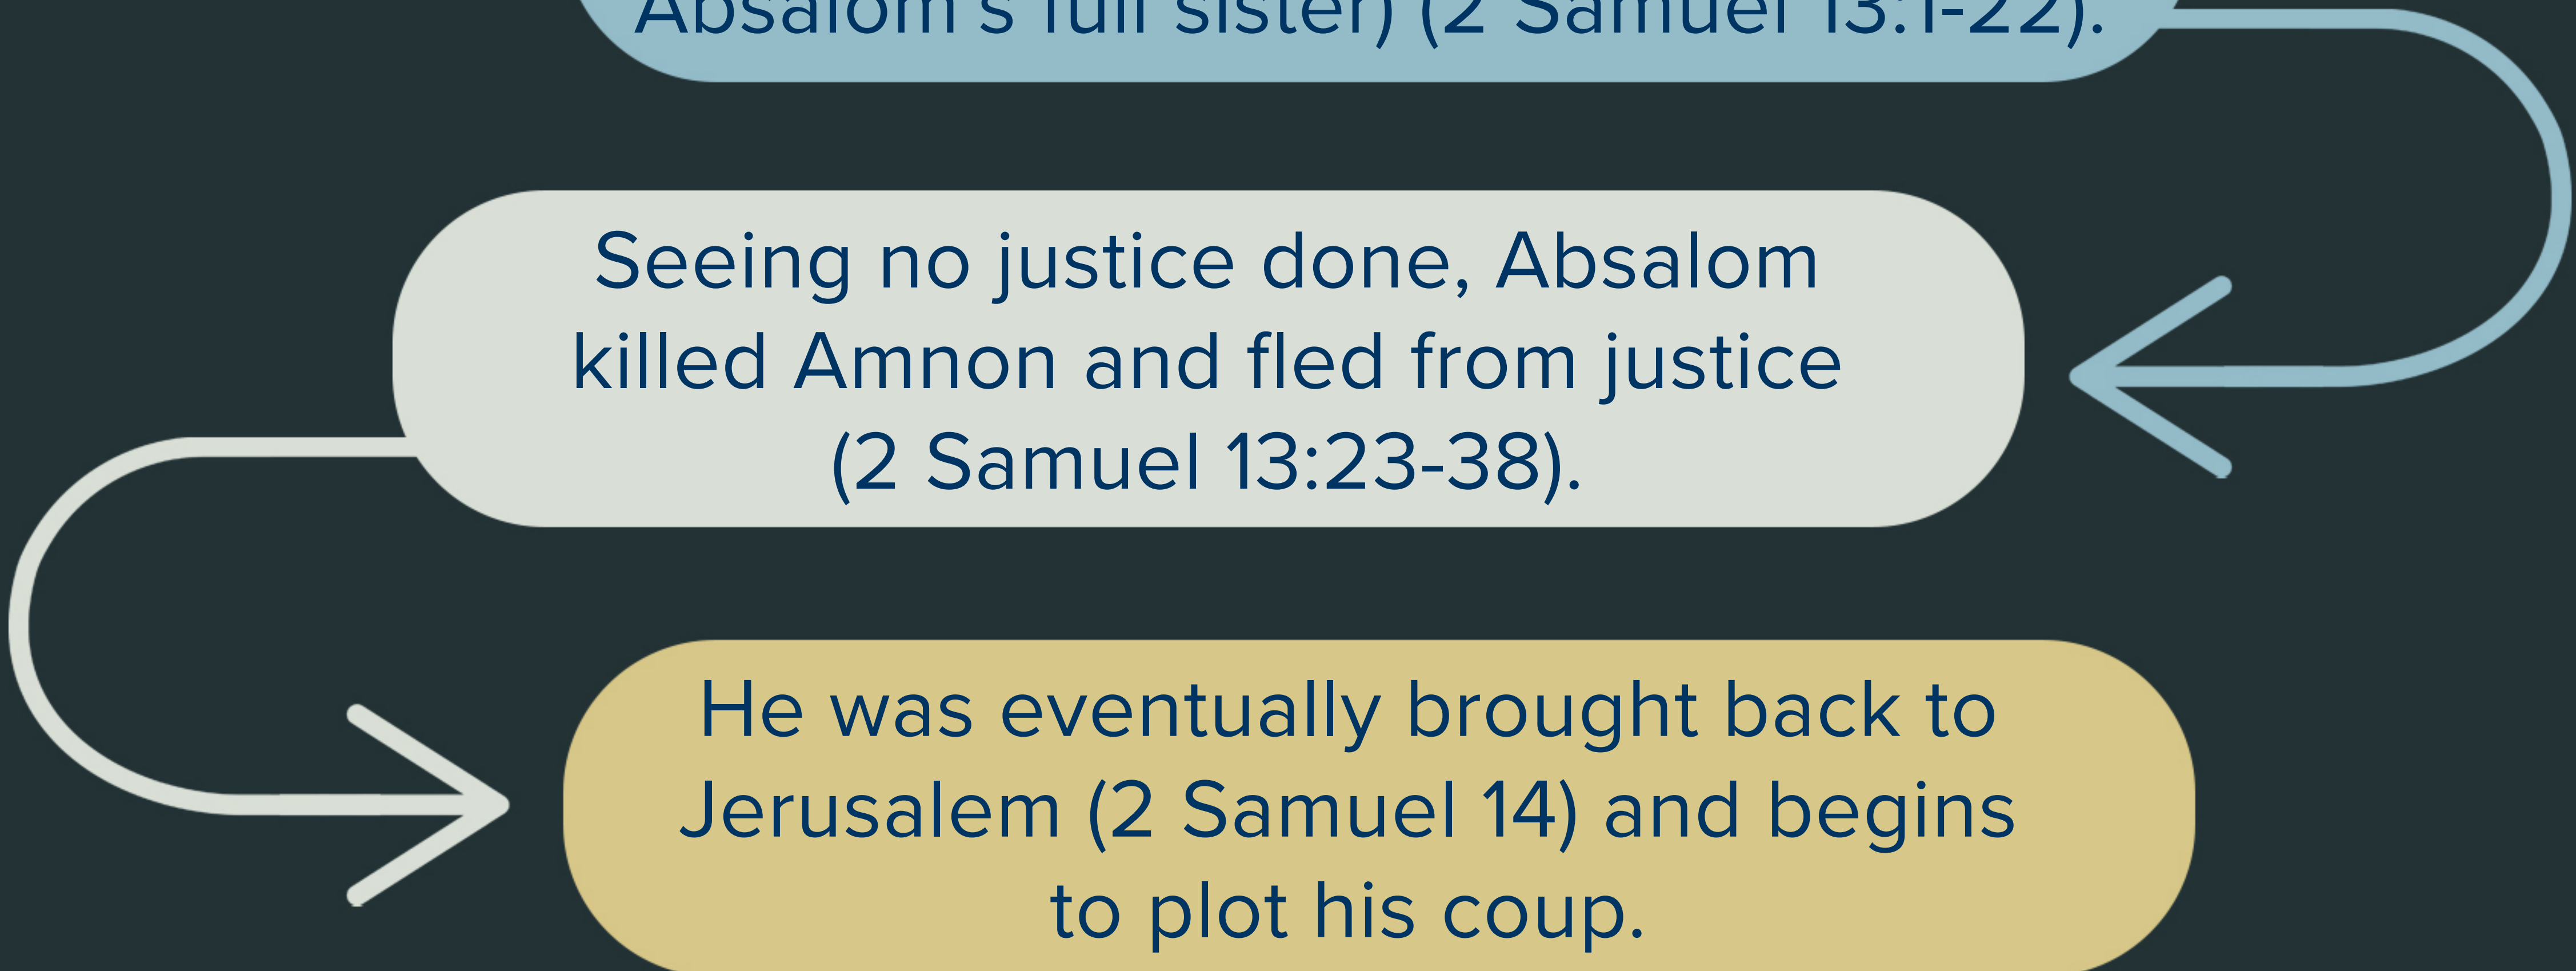 Absalom's full sister) (2 Samuel 13:1-22).
Seeing no justice done, Absalom
killed Amnon and fled from justice
(2 Samuel 13:23-38).
He was eventually brought back to
Jerusalem (2 Samuel 14) and begins
to plot his coup.